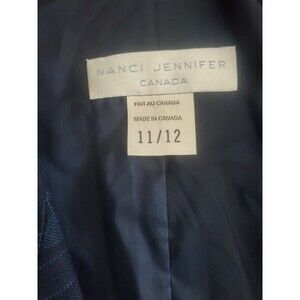 NANCI JENNIFER
CANADA
FAIT AU CANADA
MADE IN CANADA
11/12